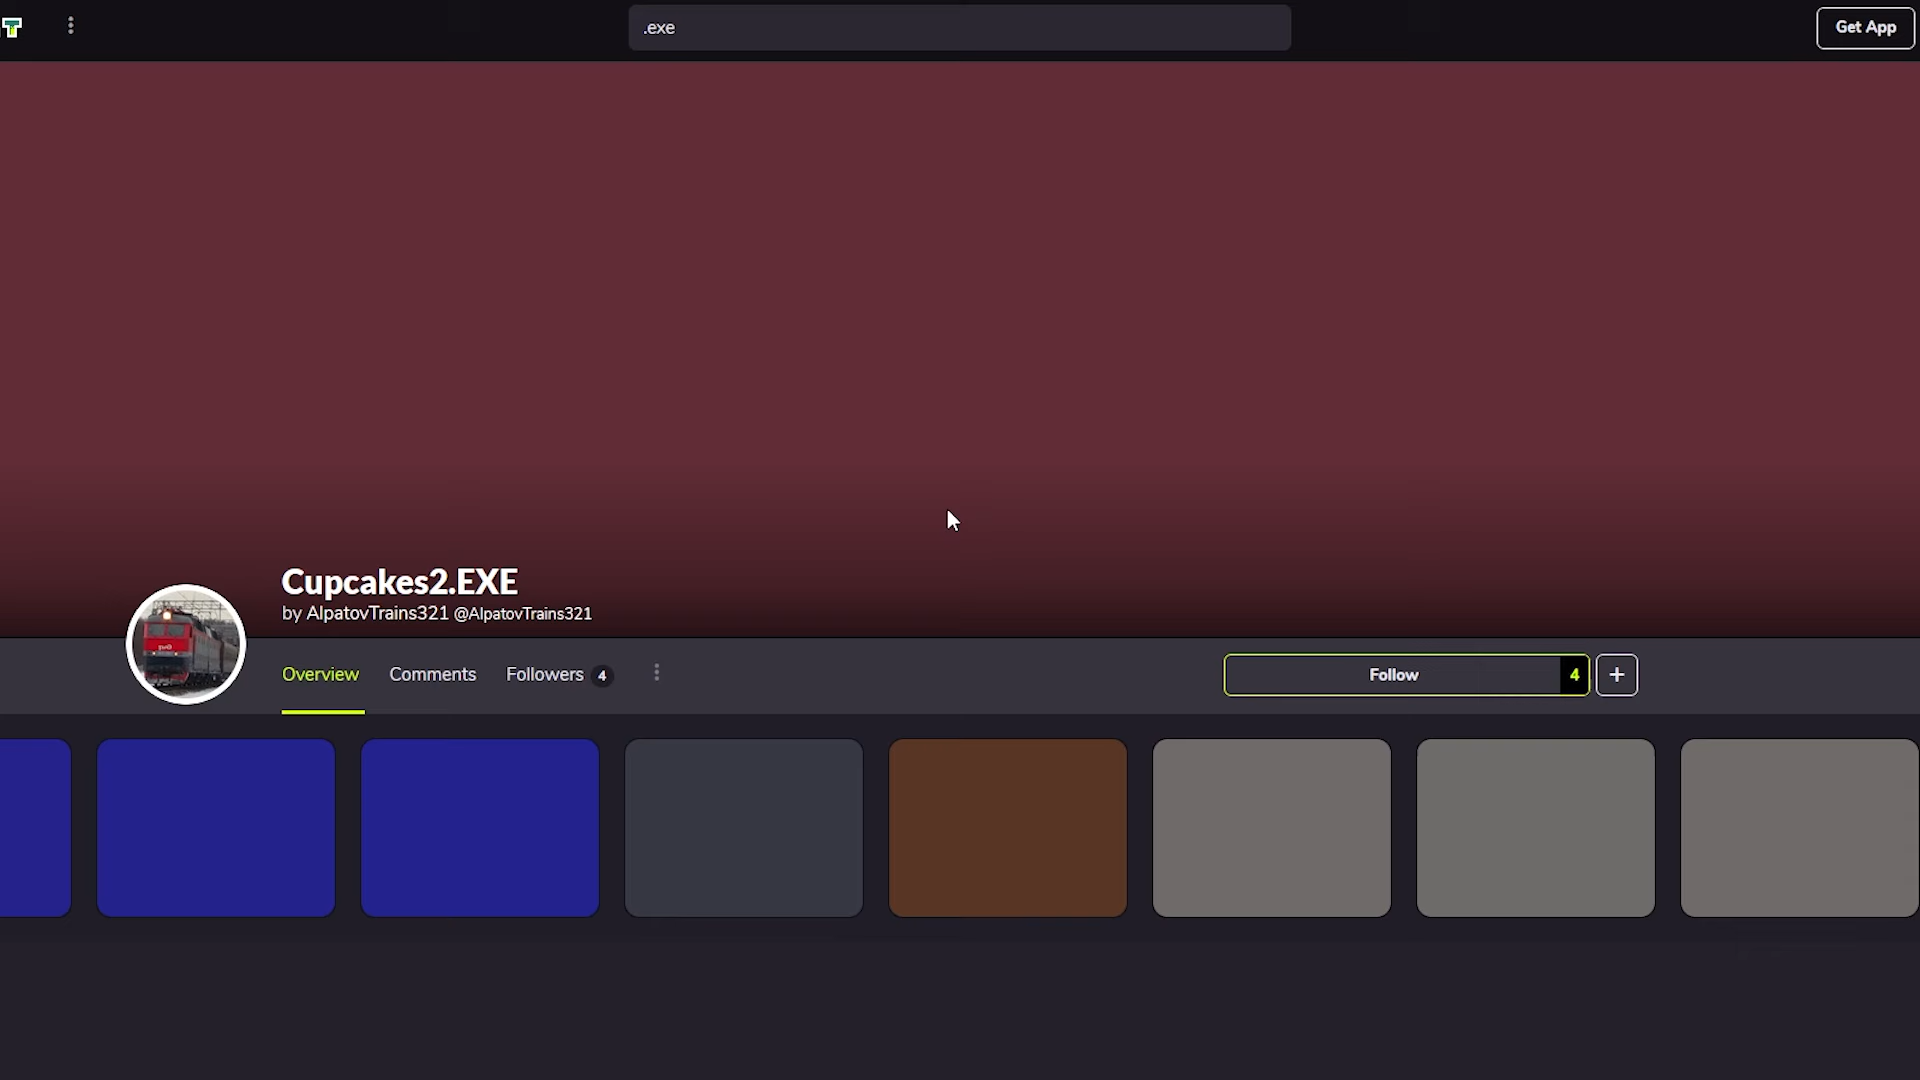 .exe
Get App
Cupcakes2.EXE
by AlpatovTrains321 @AlpatovTrains321
Overview
Comments
Followers 4
Follow 4